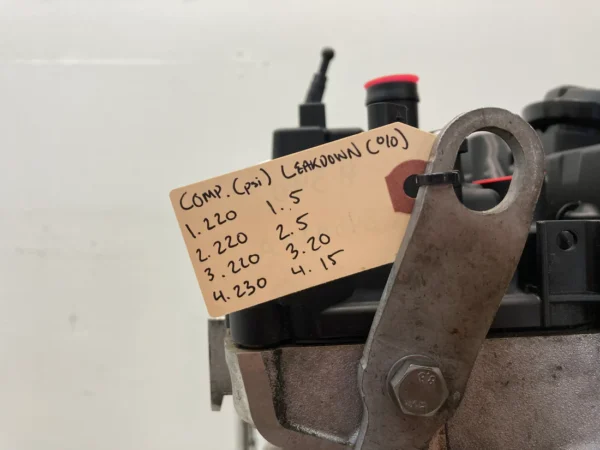 COMP. (psi) LEAKDOWN (%)
1. 220 1. 5
2. 220 2. 5
3. 220 3. 20
4. 230 4. 15